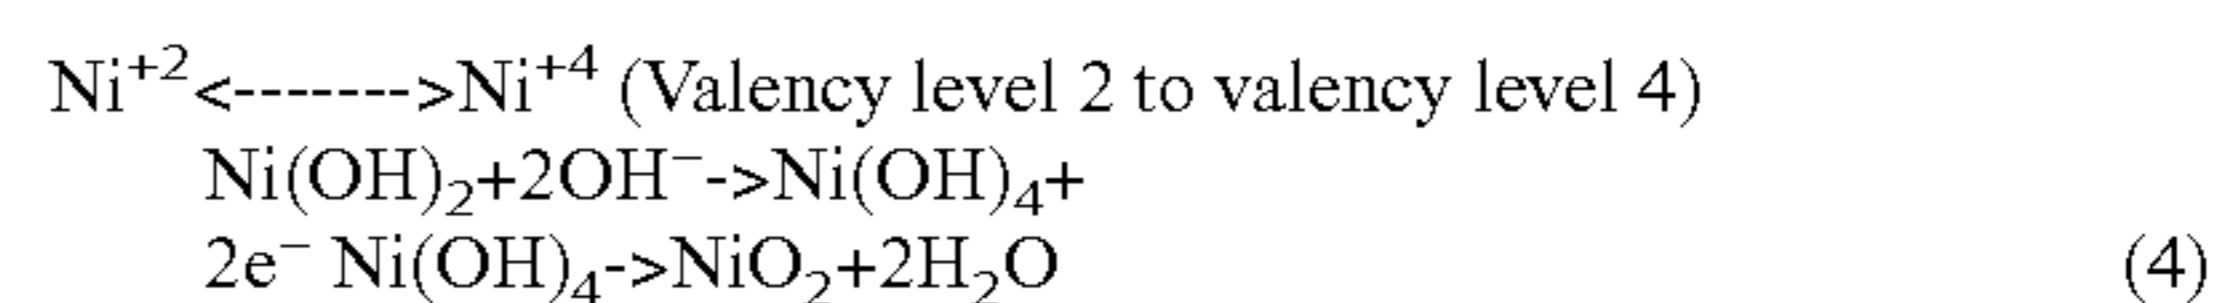 Ni⁺²<------->Ni⁺⁴ (Valency level 2 to valency level 4)
Ni(OH)₂+2OH⁻->Ni(OH)₄+
2e⁻ Ni(OH)₄->NiO₂+2H₂O (4)